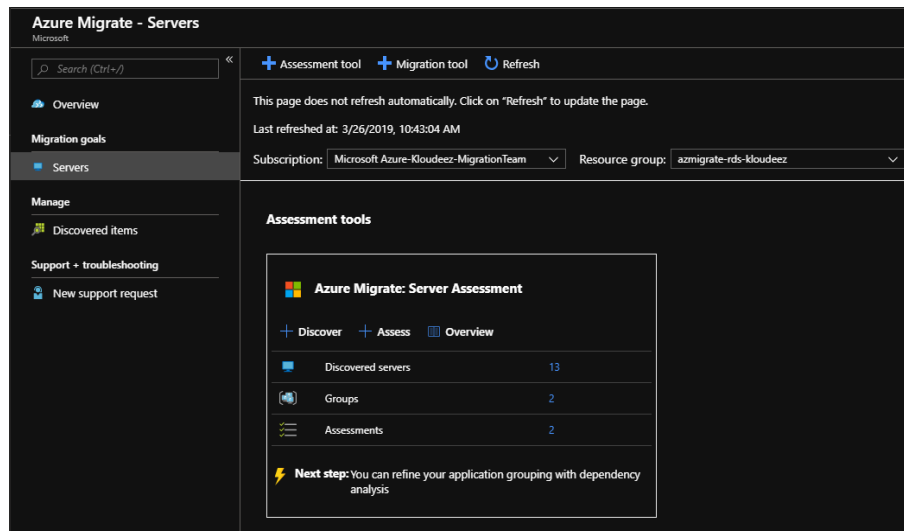 Azure Migrate - Servers
Microsoft
Search (Ctrl+/)
«
Overview
Migration goals
Servers
Manage
Discovered items
Support + troubleshooting
New support request
Assessment tool Migration tool Refresh
This page does not refresh automatically. Click on "Refresh" to update the page.
Last refreshed at: 3/26/2019, 10:43:04 AM
Subscription: Microsoft Azure-Kloudeez-MigrationTeam Resource group: azmigrate-rds-kloudeez
Assessment tools
Azure Migrate: Server Assessment
Discover Assess Overview
Discovered servers 13
Groups 2
Assessments 2
Next step: You can refine your application grouping with dependency
analysis